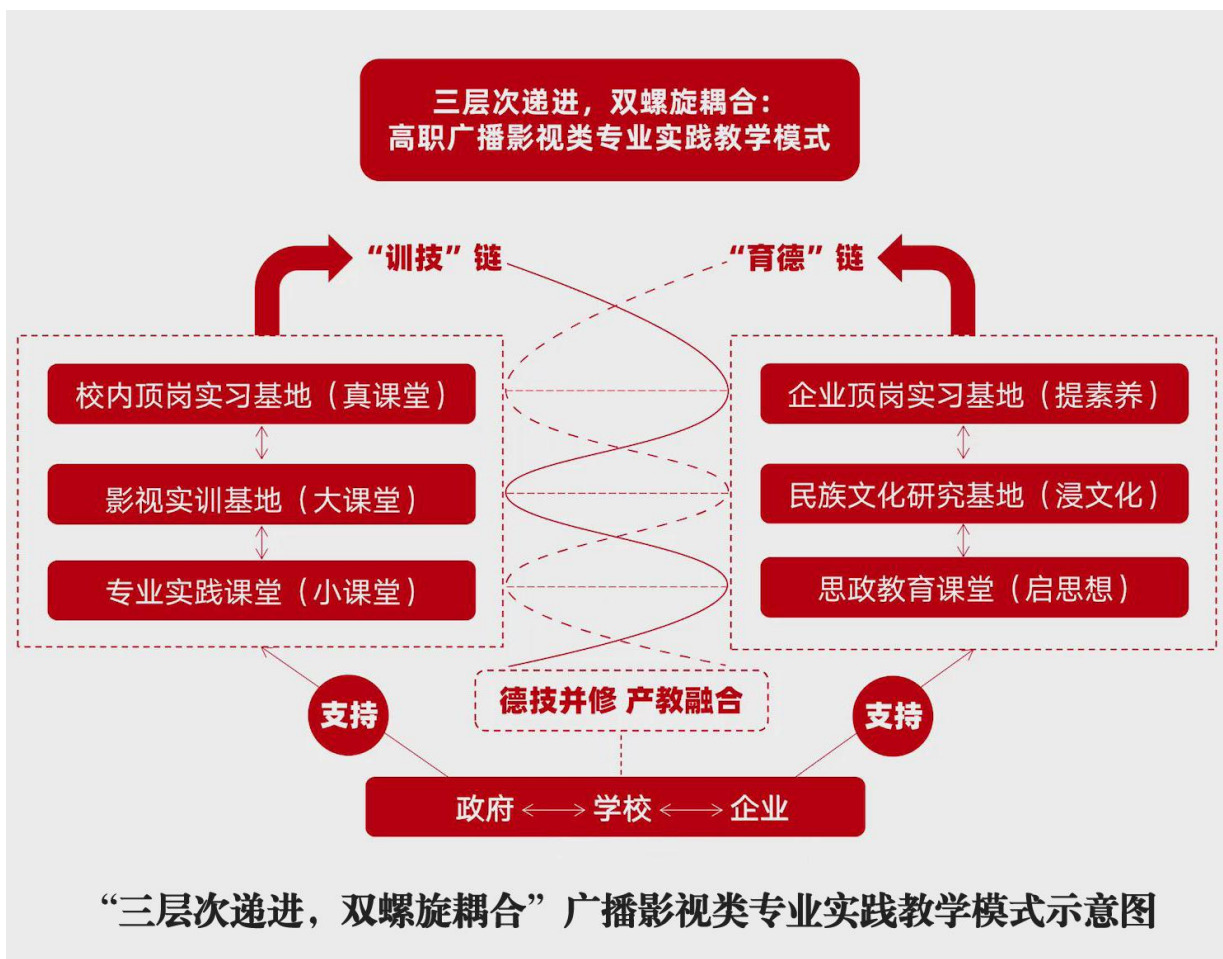 三层次递进，双螺旋耦合：
高职广播影视类专业实践教学模式
“训技”链
“育德”链
校内顶岗实习基地（真课堂）
影视实训基地（大课堂）
专业实践课堂（小课堂）
企业顶岗实习基地（提素养）
民族文化研究基地（浸文化）
思政教育课堂（启思想）
德技并修 产教融合
支持
支持
政府 学校 企业
“三层次递进，双螺旋耦合”广播影视类专业实践教学模式示意图